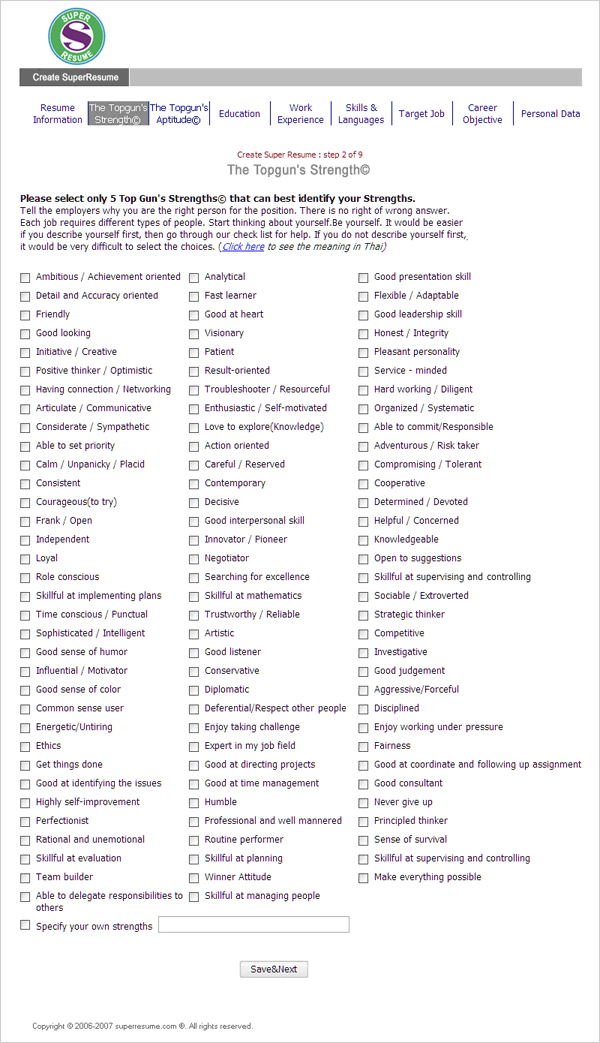 SUPER
S
RESUME
Create SuperResume
Resume Information
The Topgun's Strength©
The Topgun's Aptitude©
Education
Work Experience
Skills & Languages
Target Job
Career Objective
Personal Data
Create Super Resume : step 2 of 9
The Topgun's Strength©
Please select only 5 Top Gun's Strengths© that can best identify your Strengths.
Tell the employers why you are the right person for the position. There is no right of wrong answer.
Each job requires different types of people. Start thinking about yourself.Be yourself. It would be easier
if you describe yourself first, then go through our check list for help. If you do not describe yourself first,
it would be very difficult to select the choices. (Click here to see the meaning in Thai)
Ambitious / Achievement oriented Analytical Good presentation skill
Detail and Accuracy oriented Fast learner Flexible / Adaptable
Friendly Good at heart Good leadership skill
Good looking Visionary Honest / Integrity
Initiative / Creative Patient Pleasant personality
Positive thinker / Optimistic Result-oriented Service - minded
Having connection / Networking Troubleshooter / Resourceful Hard working / Diligent
Articulate / Communicative Enthusiastic / Self-motivated Organized / Systematic
Considerate / Sympathetic Love to explore(Knowledge) Able to commit/Responsible
Able to set priority Action oriented Adventurous / Risk taker
Calm / Unpanicky / Placid Careful / Reserved Compromising / Tolerant
Consistent Contemporary Cooperative
Courageous(to try) Decisive Determined / Devoted
Frank / Open Good interpersonal skill Helpful / Concerned
Independent Innovator / Pioneer Knowledgeable
Loyal Negotiator Open to suggestions
Role conscious Searching for excellence Skillful at supervising and controlling
Skillful at implementing plans Skillful at mathematics Sociable / Extroverted
Time conscious / Punctual Trustworthy / Reliable Strategic thinker
Sophisticated / Intelligent Artistic Competitive
Good sense of humor Good listener Investigative
Influential / Motivator Conservative Good judgement
Good sense of color Diplomatic Aggressive/Forceful
Common sense user Deferential/Respect other people Disciplined
Energetic/Untiring Enjoy taking challenge Enjoy working under pressure
Ethics Expert in my job field Fairness
Get things done Good at directing projects Good at coordinate and following up assignment
Good at identifying the issues Good at time management Good consultant
Highly self-improvement Humble Never give up
Perfectionist Professional and well mannered Principled thinker
Rational and unemotional Routine performer Sense of survival
Skillful at evaluation Skillful at planning Skillful at supervising and controlling
Team builder Winner Attitude Make everything possible
Able to delegate responsibilities to others Skillful at managing people
Specify your own strengths
Save&Next
Copyright © 2006-2007 superresume.com ®. All rights reserved.